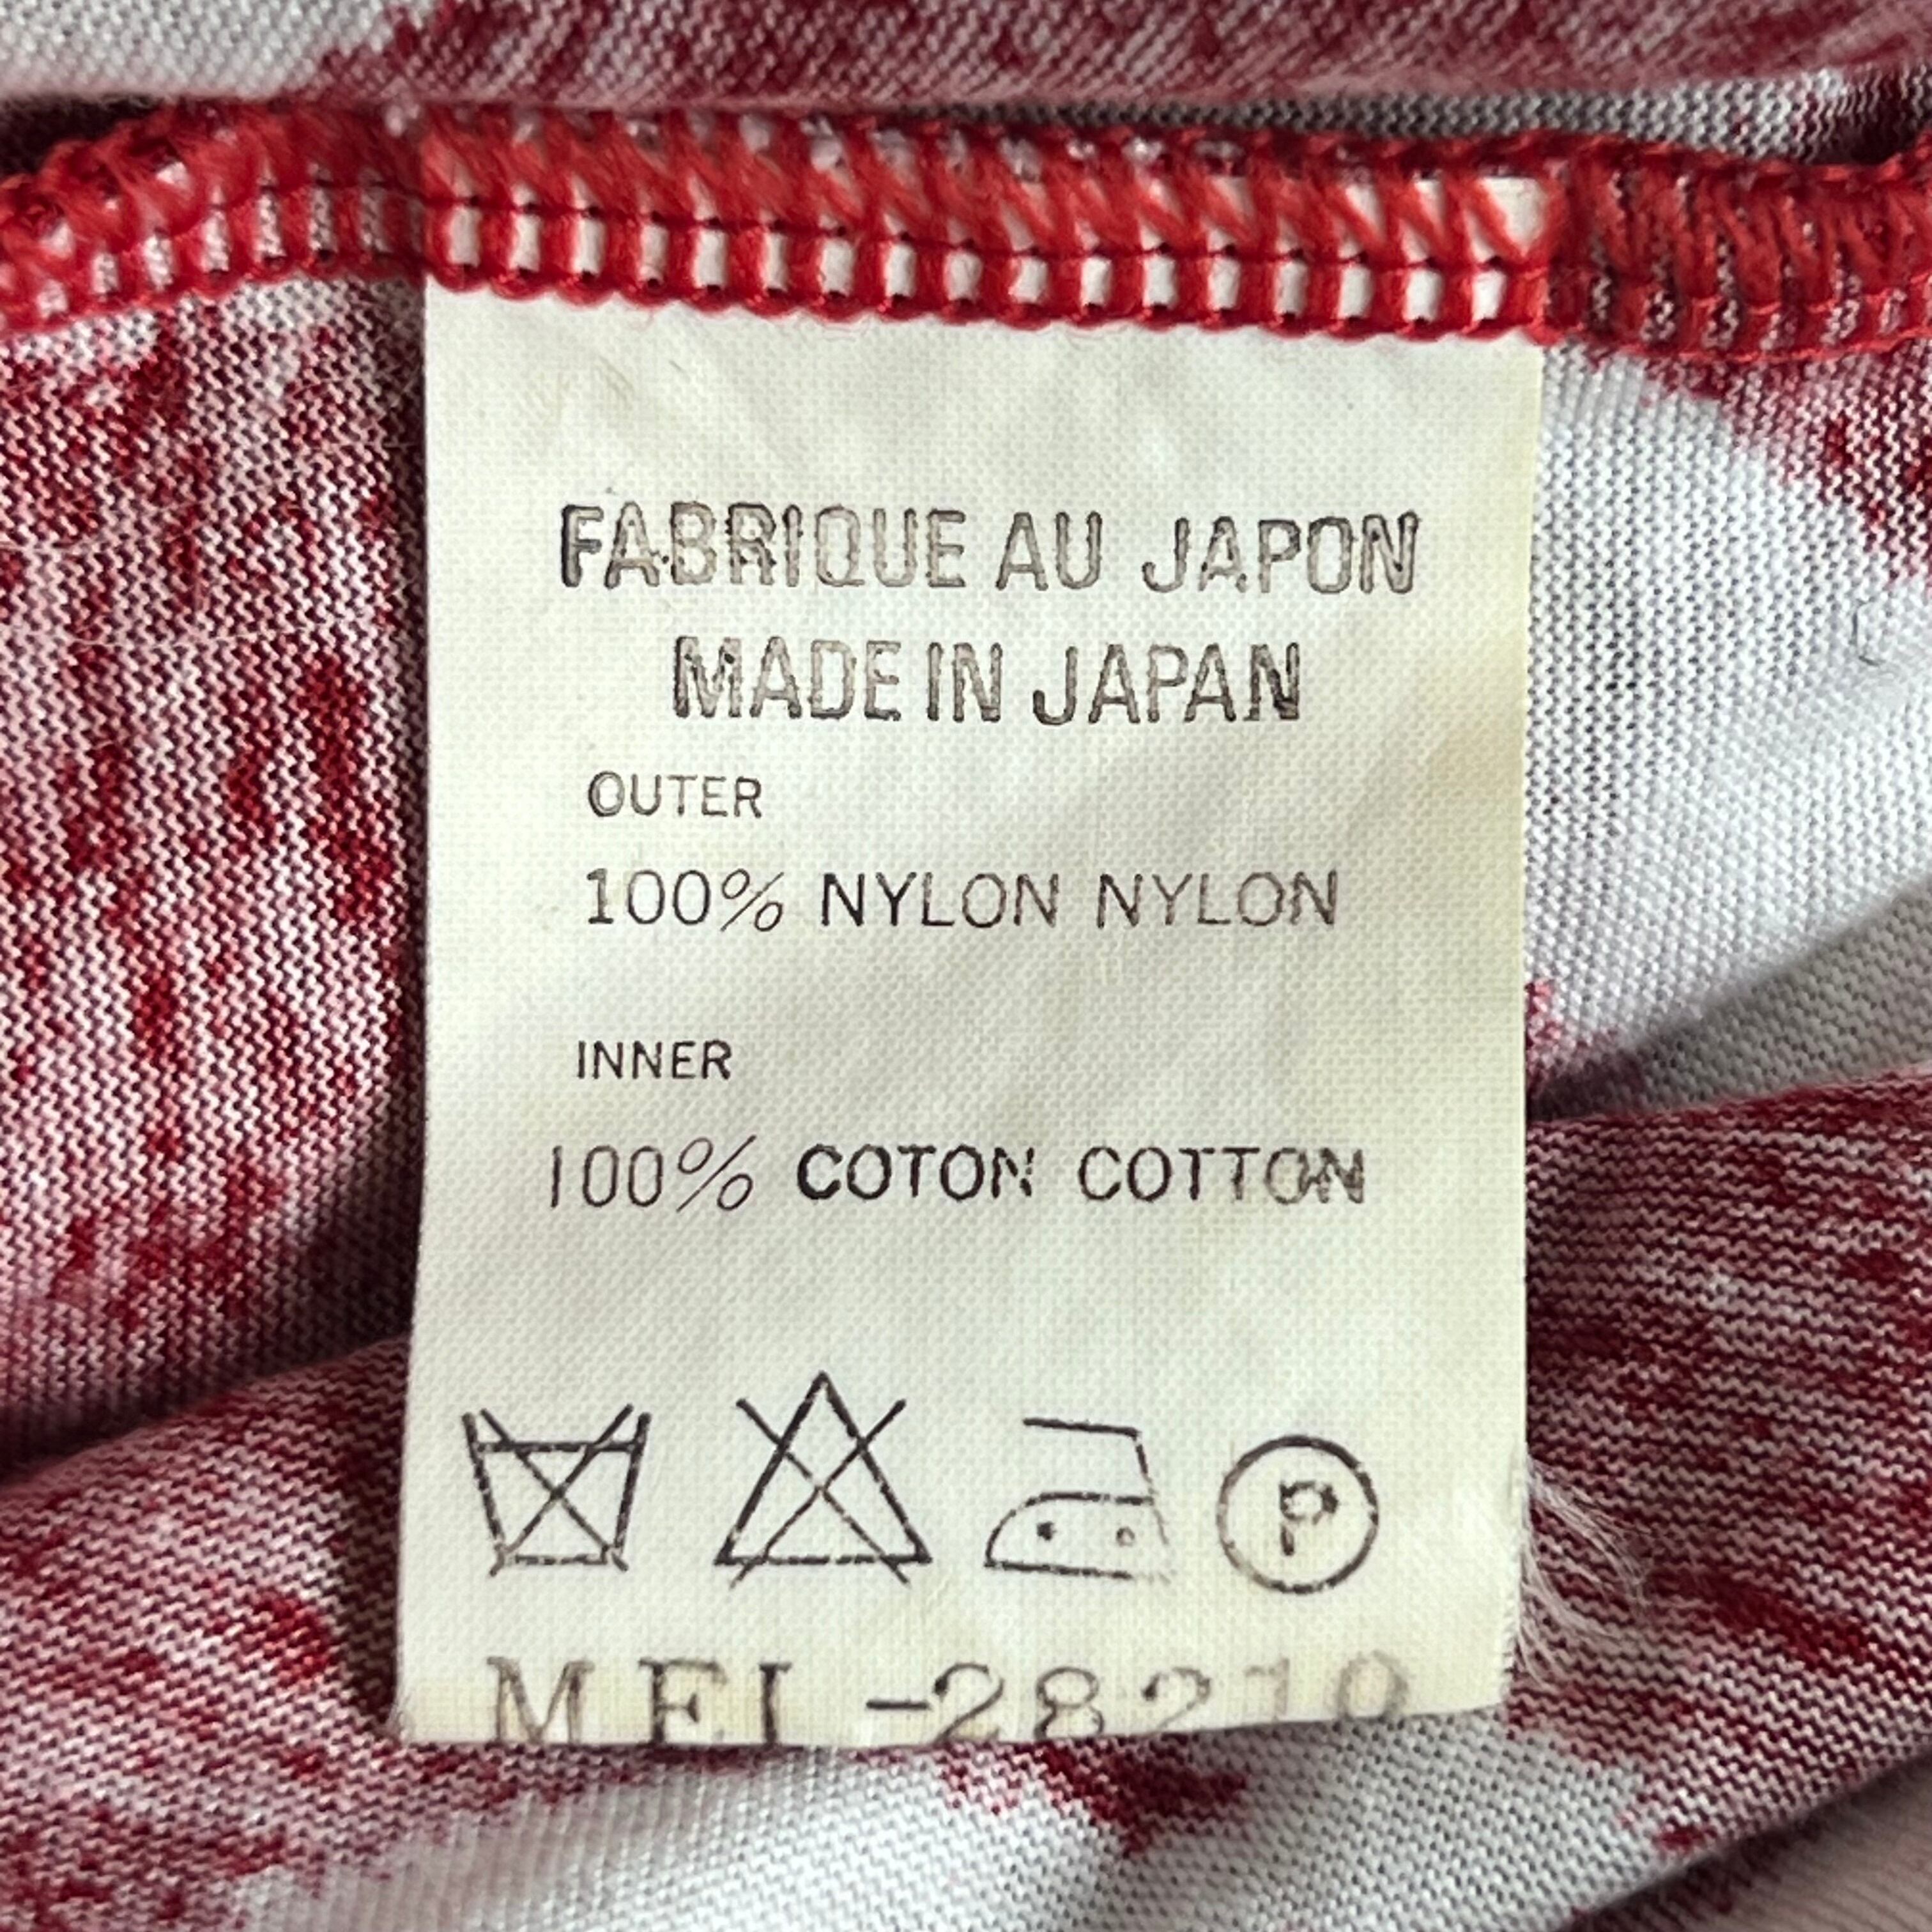 FABRIQUE AU JAPON
MADE IN JAPAN
OUTER
100% NYLON NYLON
INNER
100% COTON COTTON
P